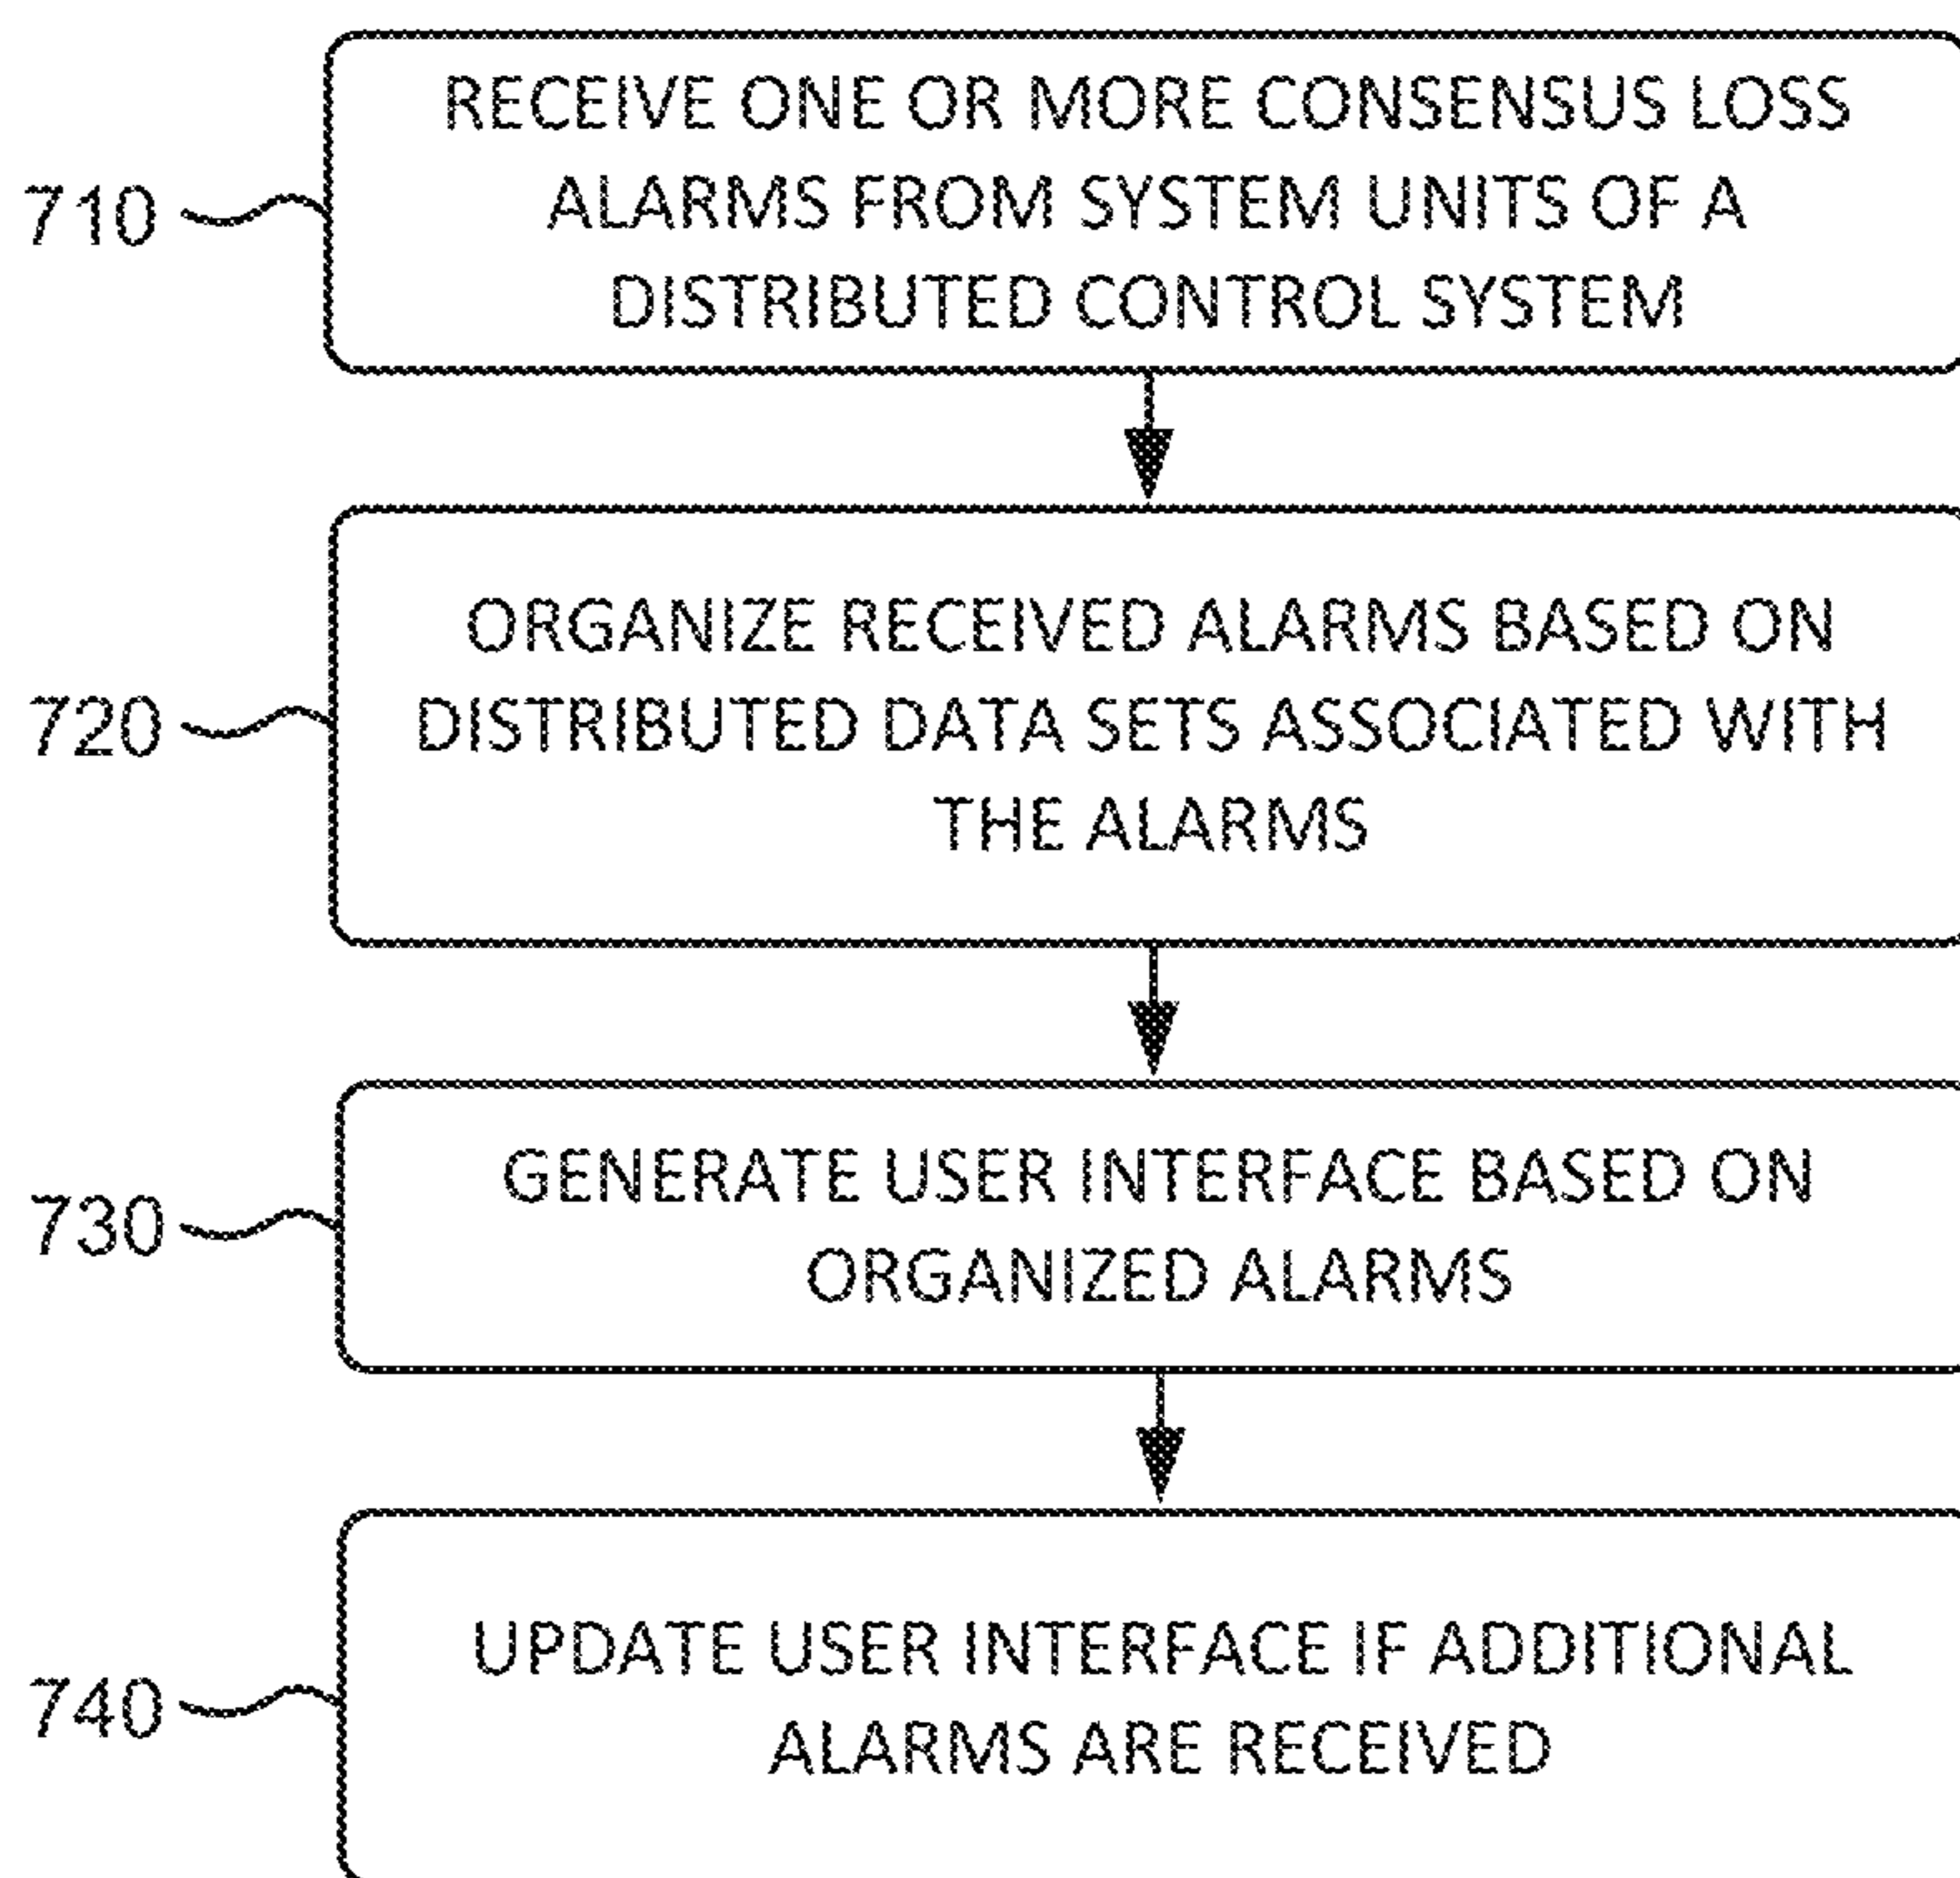 RECEIVE ONE OR MORE CONSENSUS LOSS
ALARMS FROM SYSTEM UNITS OF A
DISTRIBUTED CONTROL SYSTEM
710
ORGANIZE RECEIVED ALARMS BASED ON
DISTRIBUTED DATA SETS ASSOCIATED WITH
THE ALARMS
720
GENERATE USER INTERFACE BASED ON
ORGANIZED ALARMS
730
UPDATE USER INTERFACE IF ADDITIONAL
ALARMS ARE RECEIVED
740